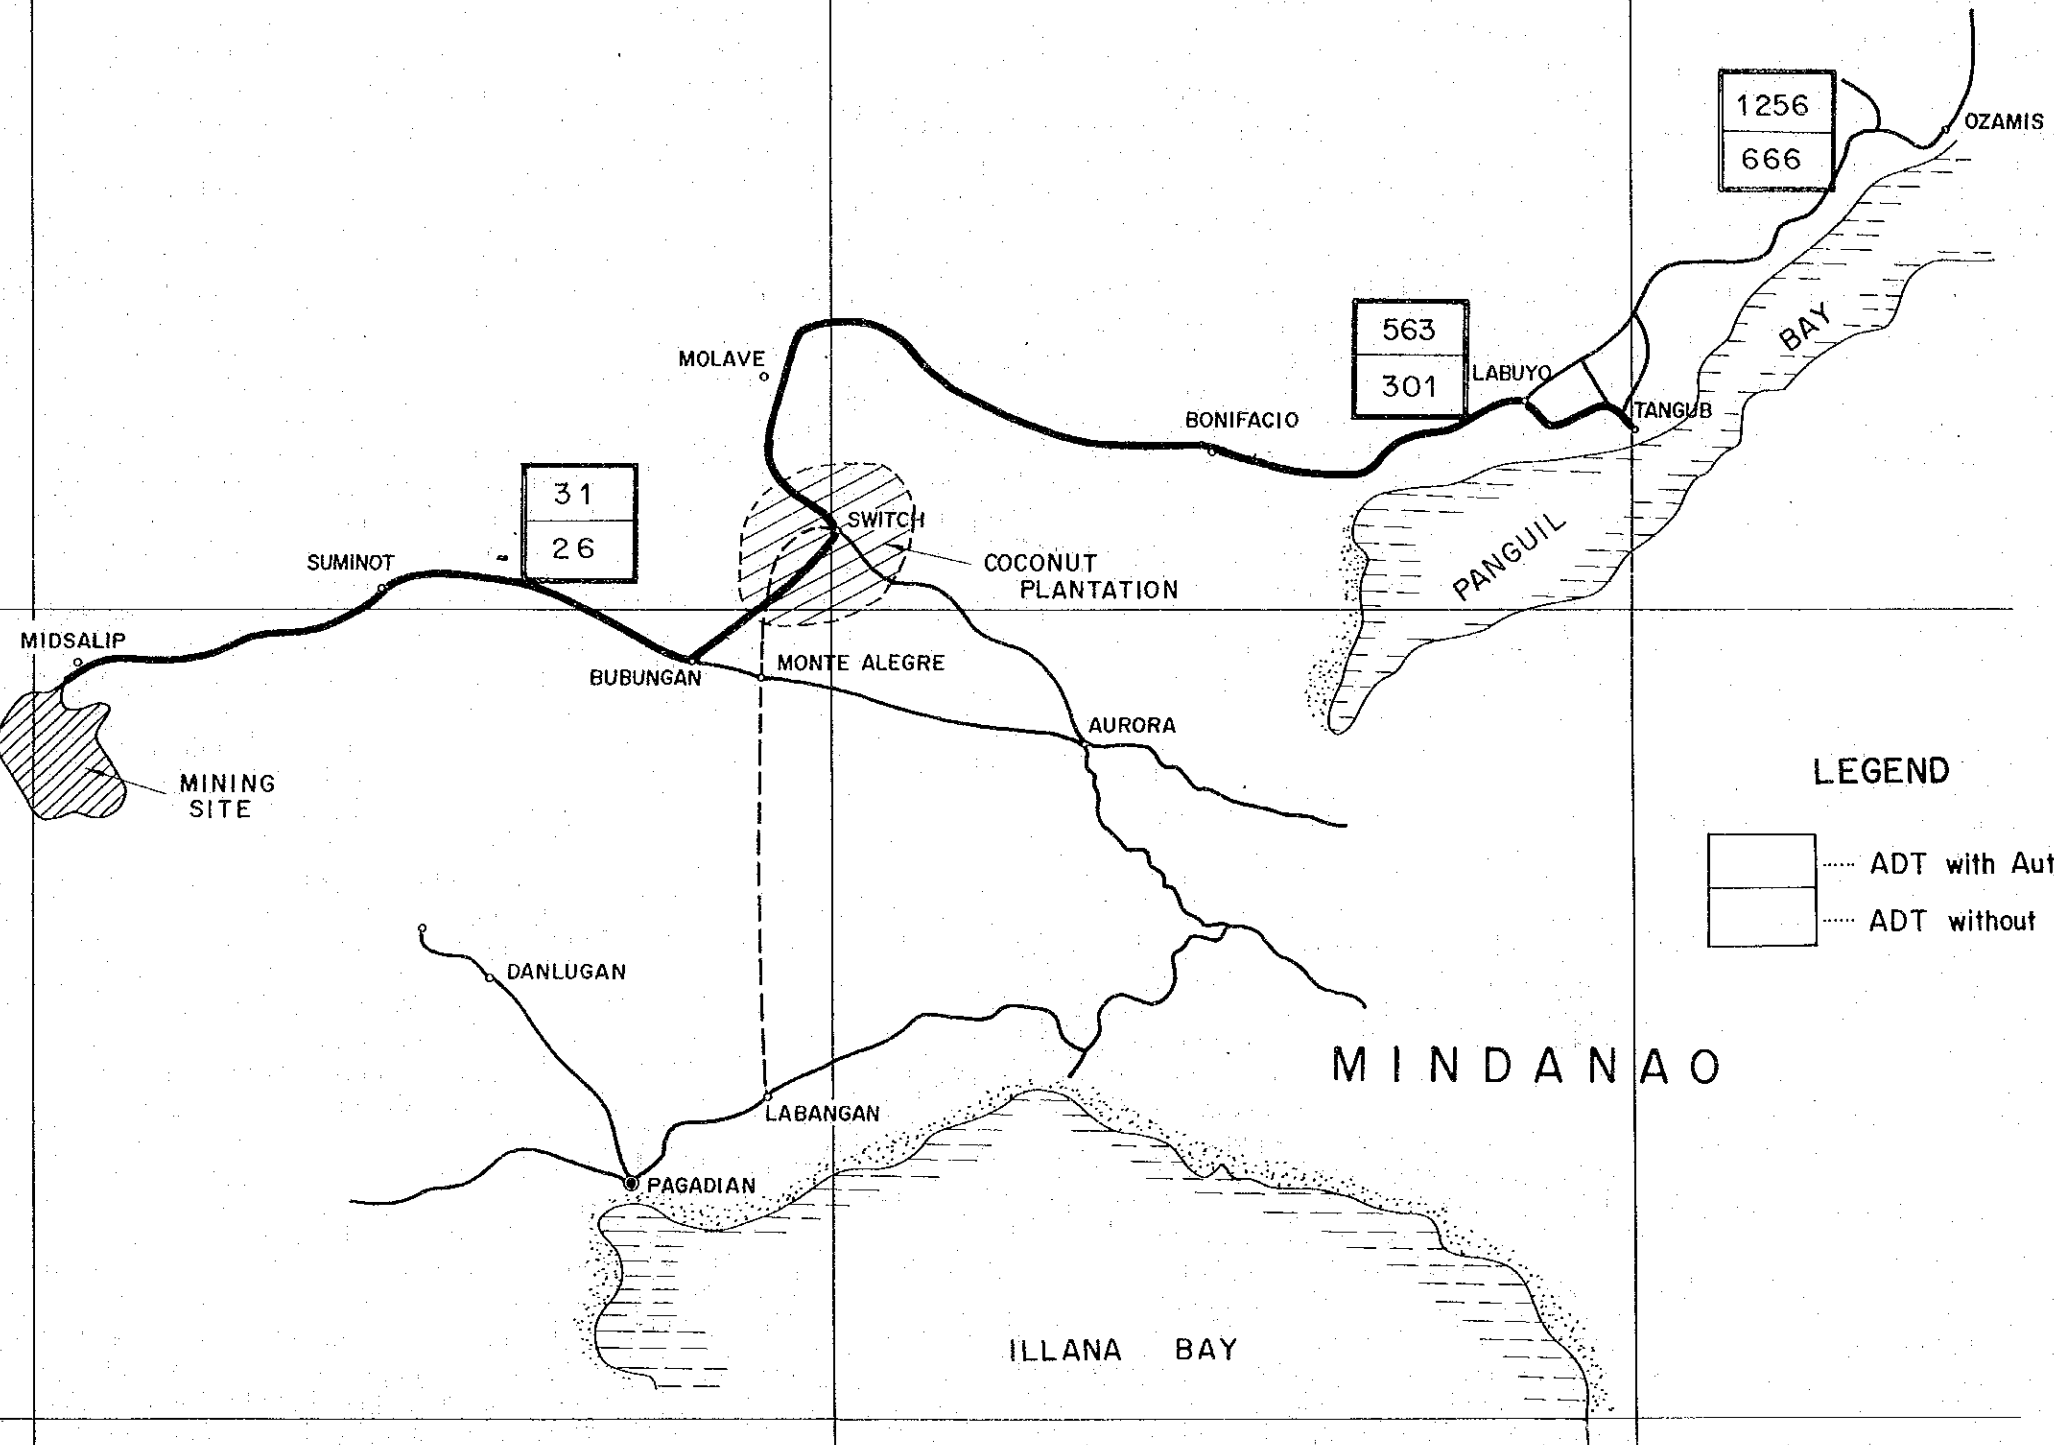 1256
OZAMIS
666
BAY
563
MOLAVE
301
LABUYO
BONIFACIO
TANGUB
31
SWITCH
26
SUMINOT
COCONUT
PLANTATION
PANGUIL
MIDSALIP
MONTE ALEGRE
BUBUNGAN
AURORA
MINING
SITE
LEGEND
ADT with Aut
ADT without
DANLUGAN
MINDANAO
LABANGAN
PAGADIAN
ILLANA BAY